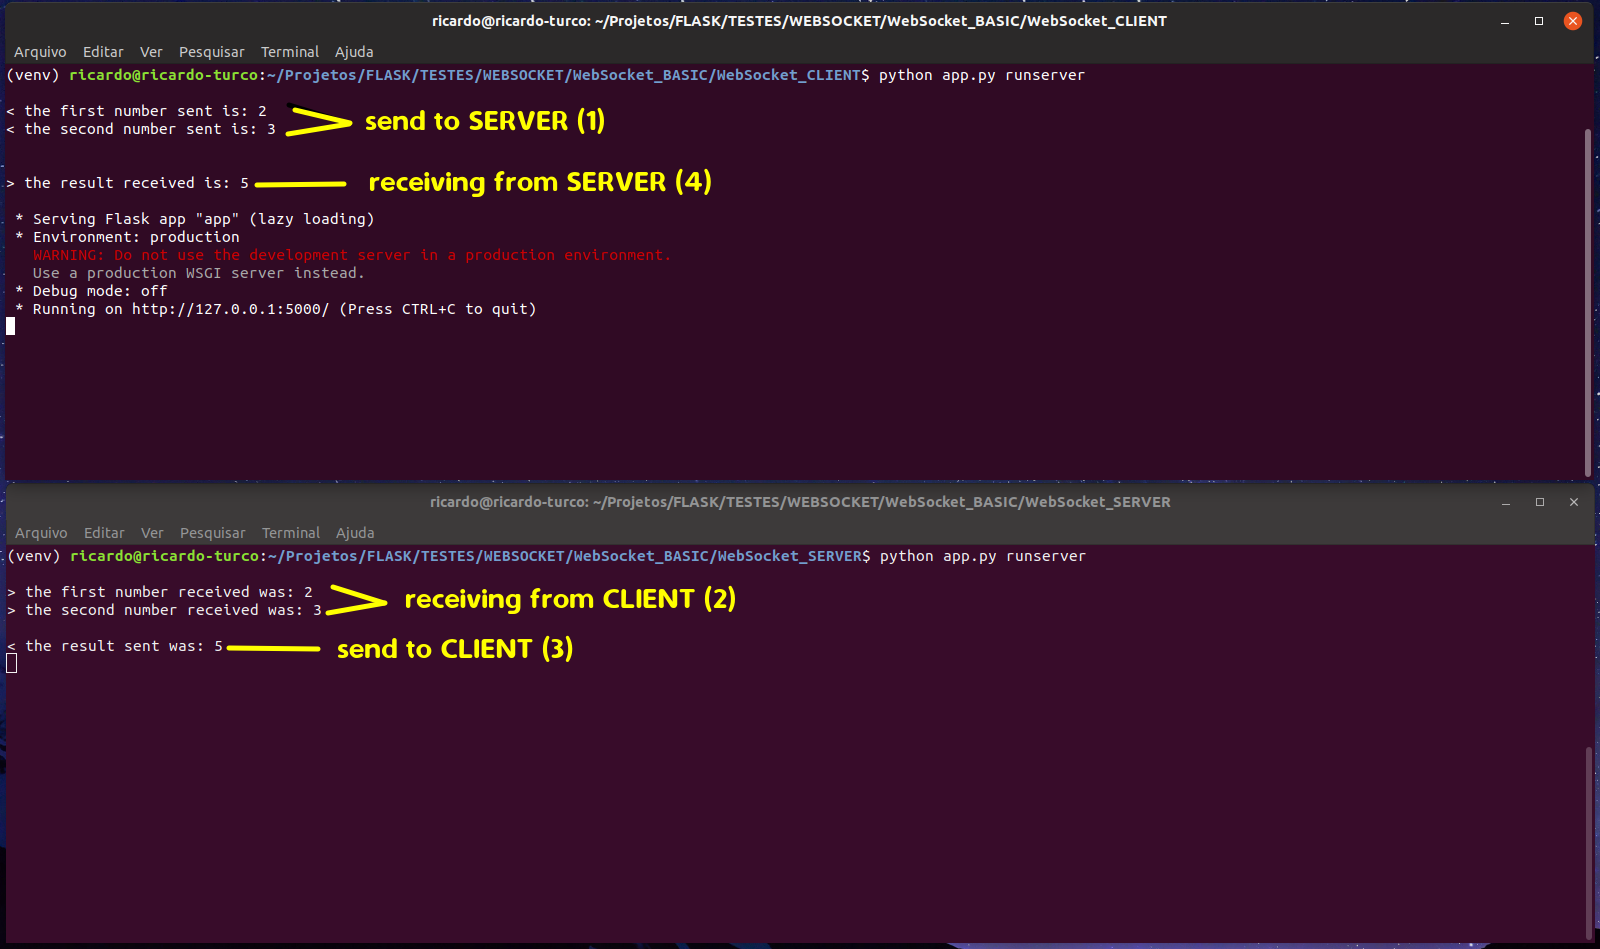 ricardo@ricardo-turco: ~/Projetos/FLASK/TESTES/WEBSOCKET/WebSocket_BASIC/WebSocket_CLIENT
Arquivo Editar Ver Pesquisar Terminal Ajuda
(venv) ricardo@ricardo-turco:~/Projetos/FLASK/TESTES/WEBSOCKET/WebSocket_BASIC/WebSocket_CLIENT$ python app.py runserver
< the first number sent is: 2
< the second number sent is: 3
send to SERVER (1)
> the result received is: 5 receiving from SERVER (4)
* Serving Flask app "app" (lazy loading)
* Environment: production
WARNING: Do not use the development server in a production environment.
Use a production WSGI server instead.
* Debug mode: off
* Running on http://127.0.0.1:5000/ (Press CTRL+C to quit)
ricardo@ricardo-turco: ~/Projetos/FLASK/TESTES/WEBSOCKET/WebSocket_BASIC/WebSocket_SERVER
Arquivo Editar Ver Pesquisar Terminal Ajuda
(venv) ricardo@ricardo-turco:~/Projetos/FLASK/TESTES/WEBSOCKET/WebSocket_BASIC/WebSocket_SERVER$ python app.py runserver
> the first number received was: 2
> the second number received was: 3
receiving from CLIENT (2)
< the result sent was: 5 send to CLIENT (3)